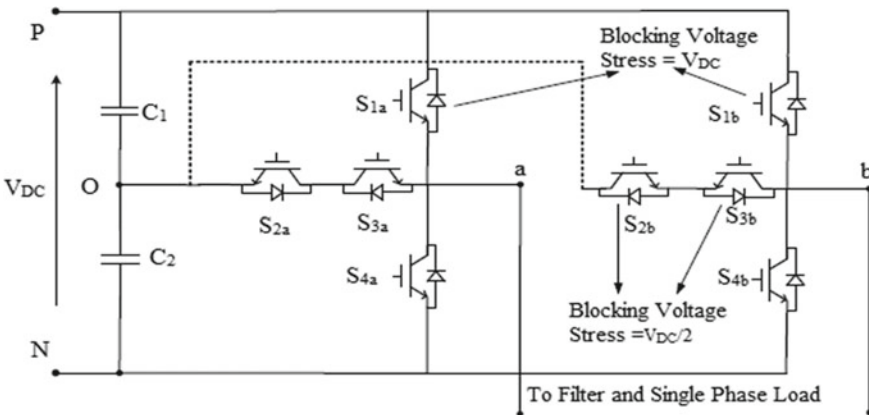 P
Blocking Voltage
Stress = VDC
S1a
S1b
C1
VDC
O
a
b
S2a
S3a
S2b
S3b
C2
S4a
S4b
Blocking Voltage
Stress =VDC/2
N
To Filter and Single Phase Load